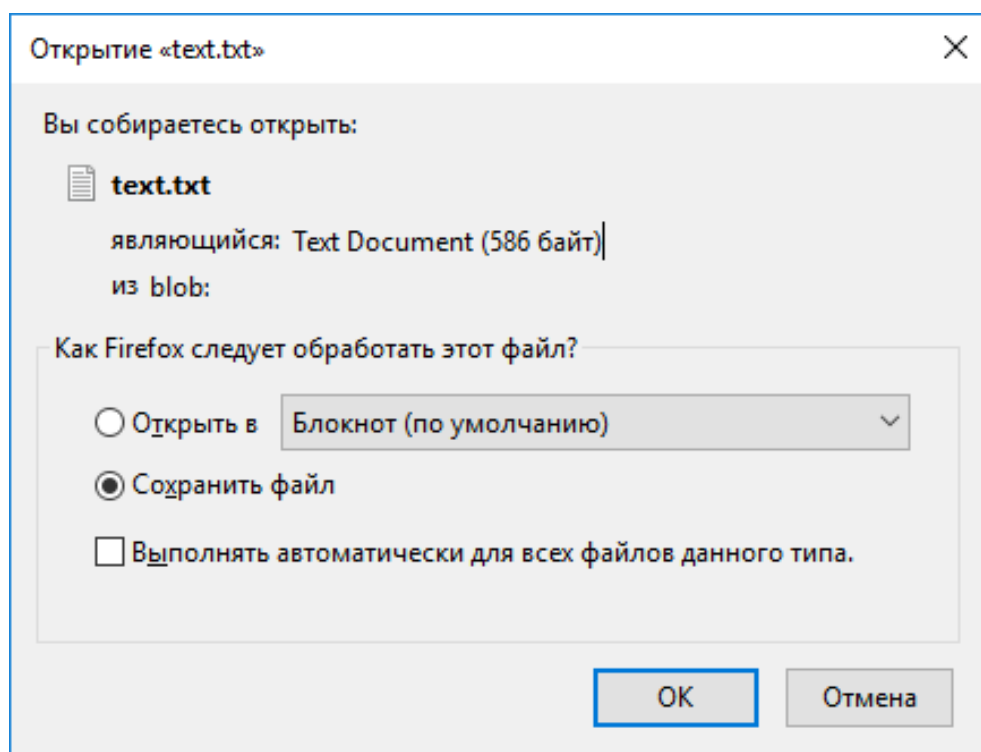 Открытие «text.txt»
Вы собираетесь открыть:
text.txt
являющийся: Text Document (586 байт)
из blob:
Как Firefox следует обработать этот файл?
Открыть в Блокнот (по умолчанию)
Сохранить файл
Выполнять автоматически для всех файлов данного типа.
ОК Отмена